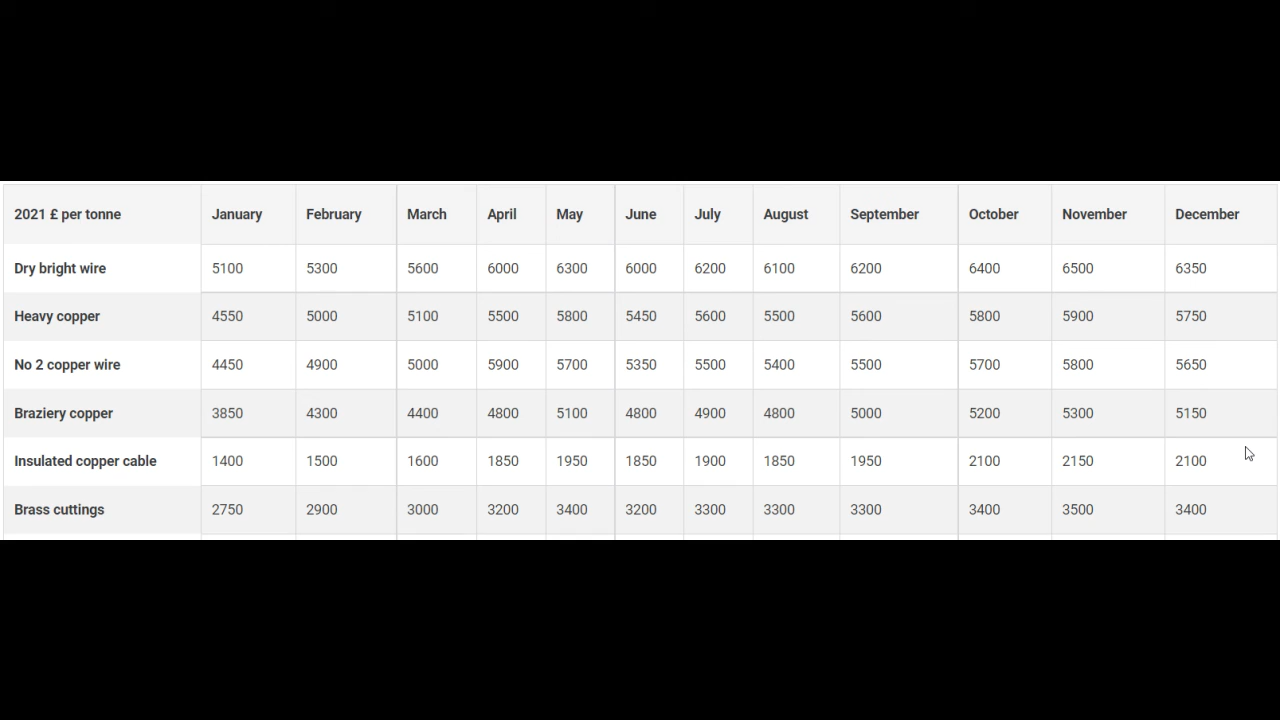 2021 £ per tonne January February March April May June July August September October November December
Dry bright wire 5100 5300 5600 6000 6300 6000 6200 6100 6200 6400 6500 6350
Heavy copper 4550 5000 5100 5500 5800 5450 5600 5500 5600 5800 5900 5750
No 2 copper wire 4450 4900 5000 5900 5700 5350 5500 5400 5500 5700 5800 5650
Braziery copper 3850 4300 4400 4800 5100 4800 4900 4800 5000 5200 5300 5150
Insulated copper cable 1400 1500 1600 1850 1950 1850 1900 1850 1950 2100 2150 2100
Brass cuttings 2750 2900 3000 3200 3400 3200 3300 3300 3300 3400 3500 3400